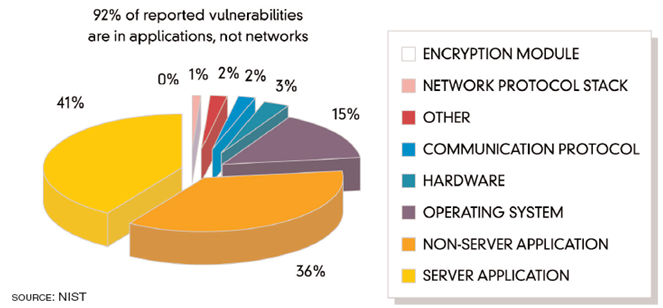 92% of reported vulnerabilities
are in applications, not networks
0%
1%
2%
2%
3%
15%
36%
41%
ENCRYPTION MODULE
NETWORK PROTOCOL STACK
OTHER
COMMUNICATION PROTOCOL
HARDWARE
OPERATING SYSTEM
NON-SERVER APPLICATION
SERVER APPLICATION
SOURCE: NIST